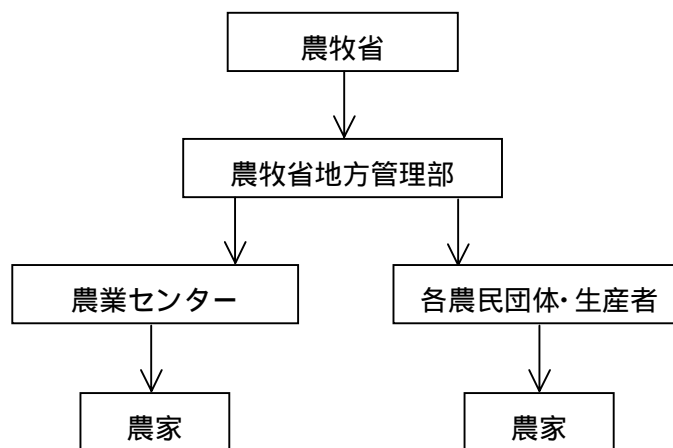 農牧省
農牧省地方管理部
農業センター
各農民団体・生産者
農家
農家